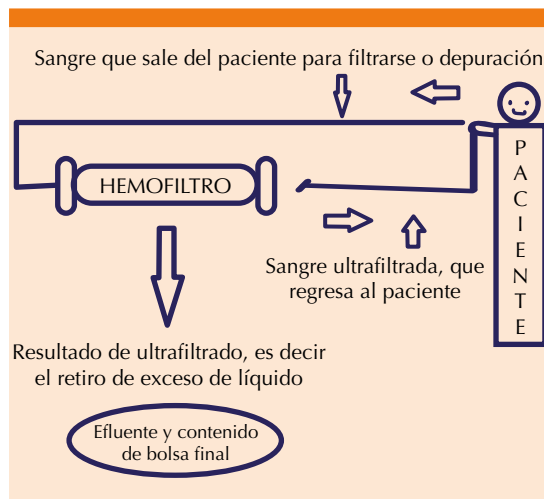 Sangre que sale del paciente para filtrarse o depuración
HEMOFILTRO
PACIENTE
Sangre ultrafiltrada, que
regresa al paciente
Resultado de ultrafiltrado, es decir
el retiro de exceso de líquido
Efluente y contenido
de bolsa final